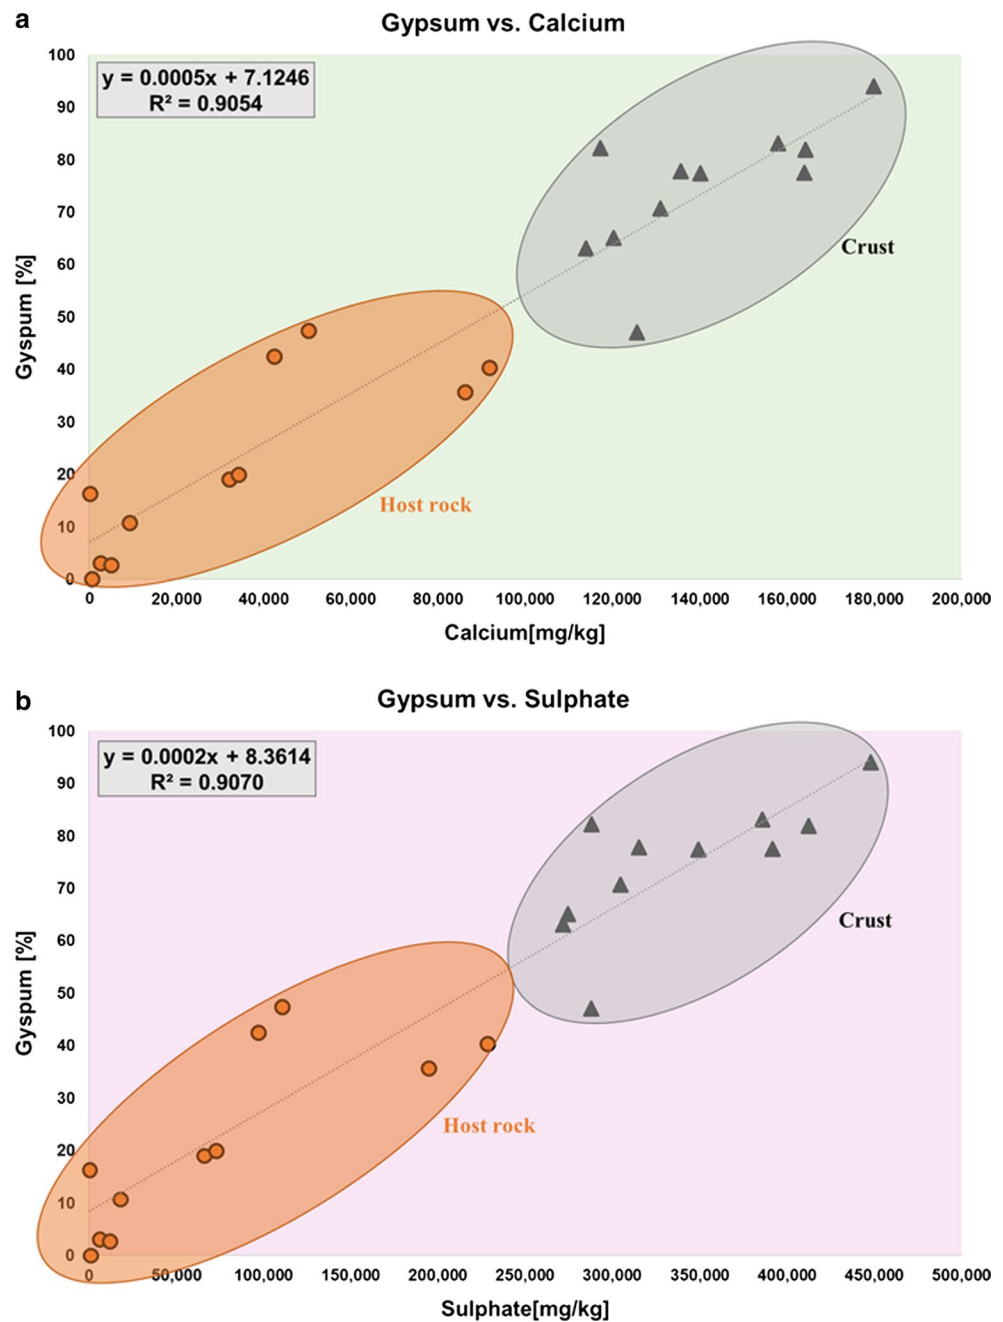 a
Gypsum vs. Calcium
y = 0.0005x + 7.1246
R² = 0.9054
100
90
80
70
60
50
40
30
20
10
0
Gyspum [%]
Crust
Host rock
0 20,000 40,000 60,000 80,000 100,000 120,000 140,000 160,000 180,000 200,000
Calcium[mg/kg]
b
Gypsum vs. Sulphate
y = 0.0002x + 8.3614
R² = 0.9070
100
90
80
70
60
50
40
30
20
10
0
Gyspum [%]
Crust
Host rock
0 50,000 100,000 150,000 200,000 250,000 300,000 350,000 400,000 450,000 500,000
Sulphate[mg/kg]